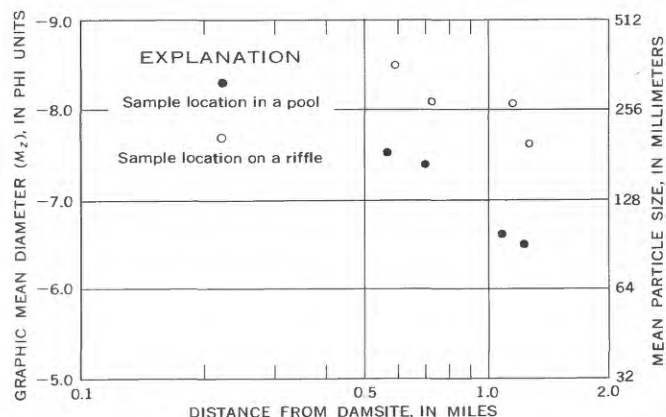 GRAPHIC MEAN DIAMETER (Mz), IN PHI UNITS
−9.0
−8.0
−7.0
−6.0
−5.0
EXPLANATION
Sample location in a pool
Sample location on a riffle
512
256
128
64
32
MEAN PARTICLE SIZE, IN MILLIMETERS
0.1
0.5
1.0
2.0
DISTANCE FROM DAMSITE, IN MILES